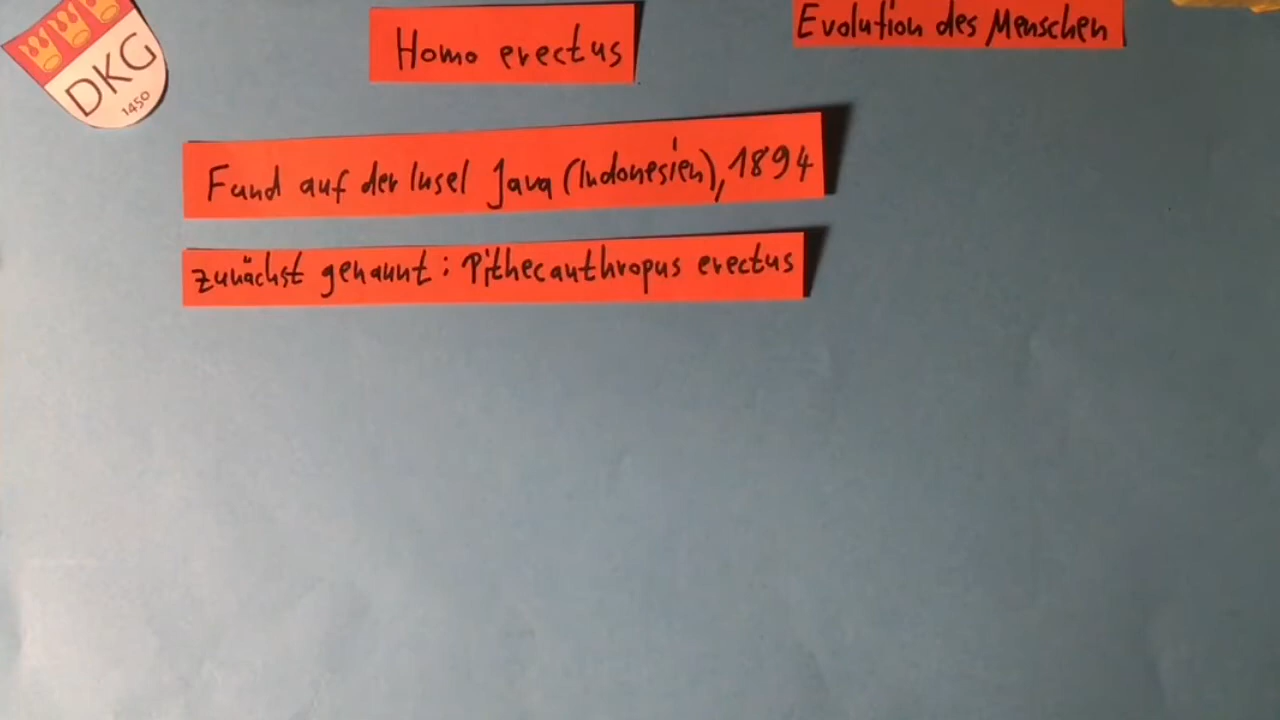 DKG
1450
Homo erectus
Evolution des Menschen
Fund auf der Insel Java (Indonesien), 1894
zunächst genannt: Pithecanthropus erectus